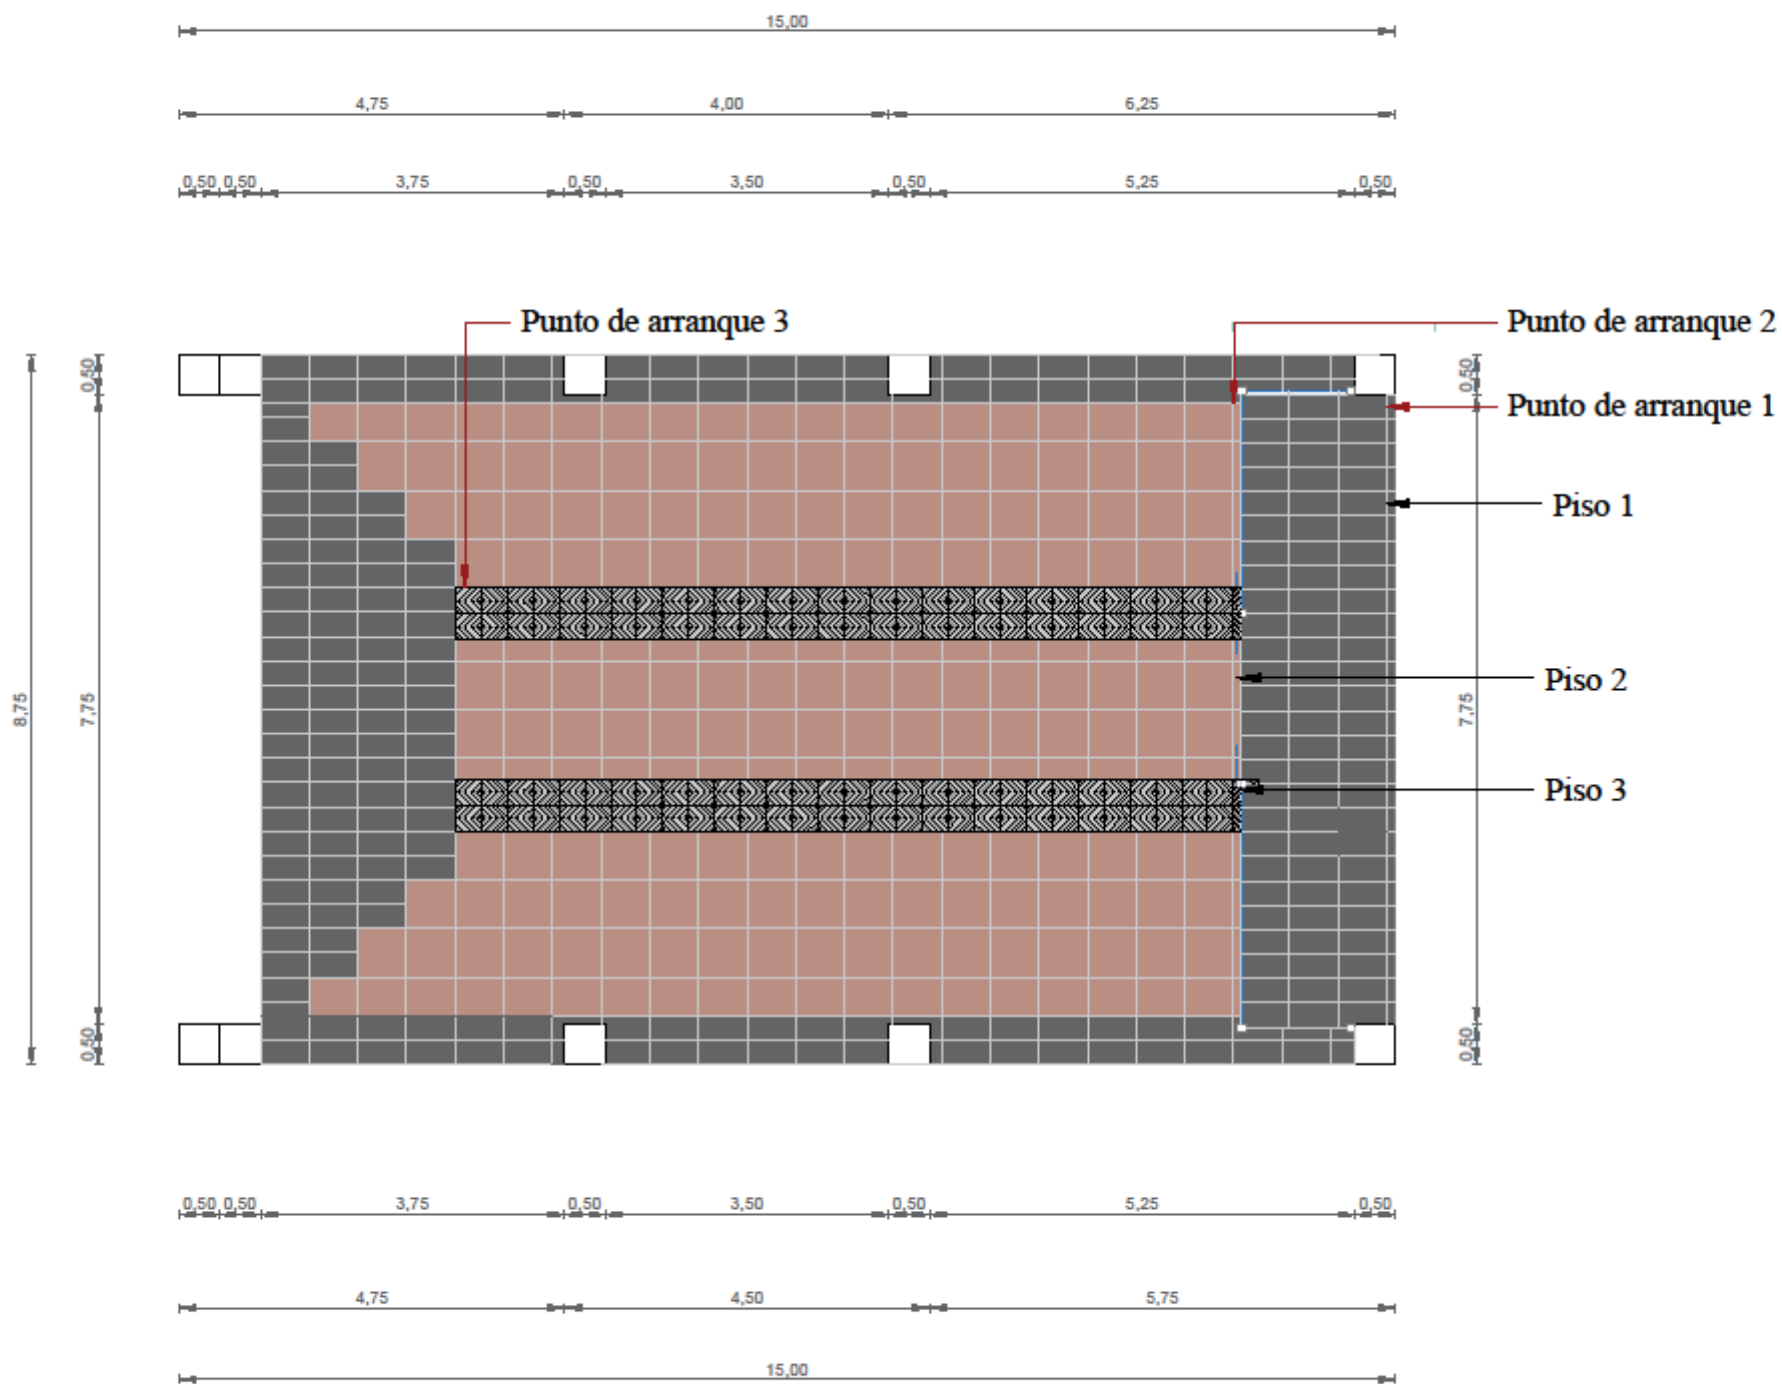 15,00
4,75 4,00 6,25
0,50 0,50 3,75 0,50 3,50 0,50 5,25 0,50
Punto de arranque 3
Punto de arranque 2
0,50 0,50
Punto de arranque 1
Piso 1
Piso 2
8,75 7,75 7,75
Piso 3
0,50 0,50
0,50 0,50 3,75 0,50 3,50 0,50 5,25 0,50
4,75 4,50 5,75
15,00